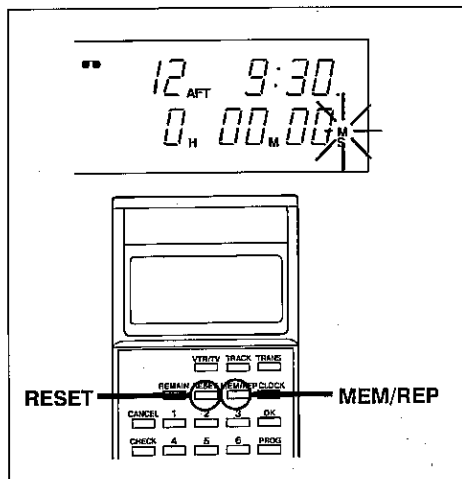 12 AFT 9:30
0 H 00 M 00 M
S
VTR/TV TRACK TRANS
RESET REMAIN RESET MEM/REP CLOCK MEM/REP
CANCEL 1 2 3 OK
CHECK 4 5 6 PROG